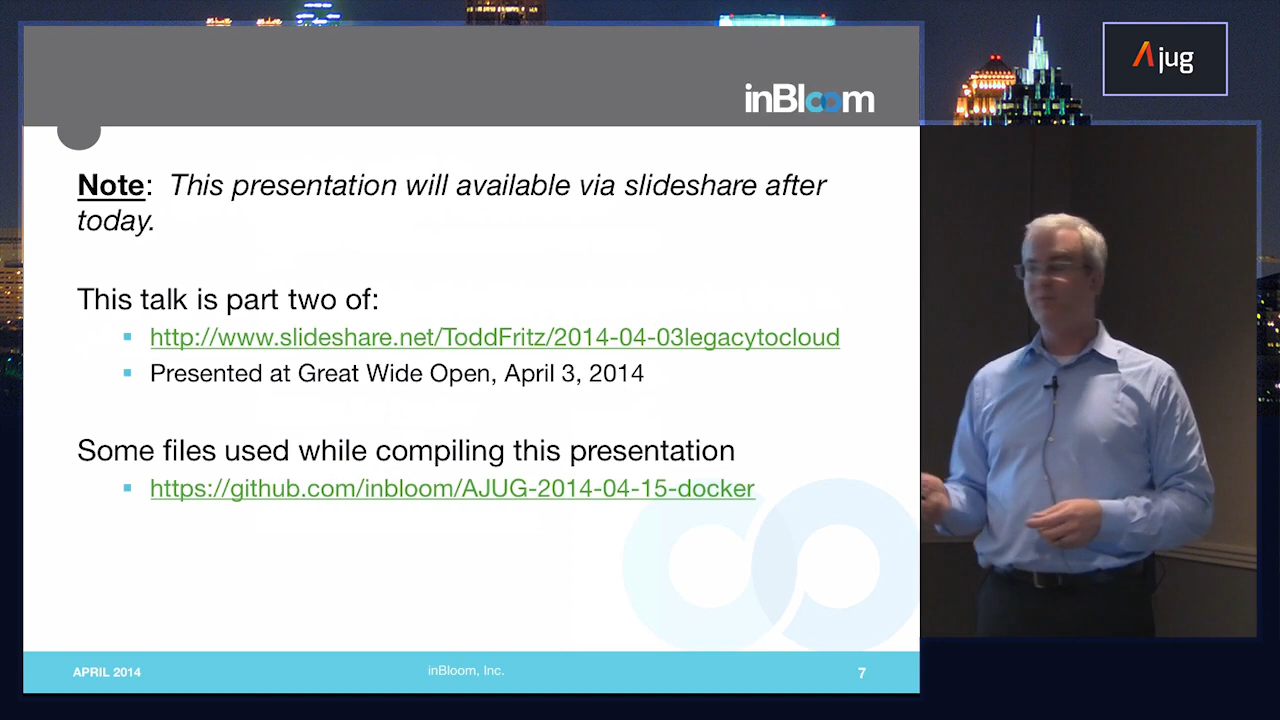 Ajug
inBloom
Note: This presentation will available via slideshare after
today.
This talk is part two of:
http://www.slideshare.net/ToddFritz/2014-04-03legacytocloud
Presented at Great Wide Open, April 3, 2014
Some files used while compiling this presentation
https://github.com/inbloom/AJUG-2014-04-15-docker
APRIL 2014
inBloom, Inc.
7